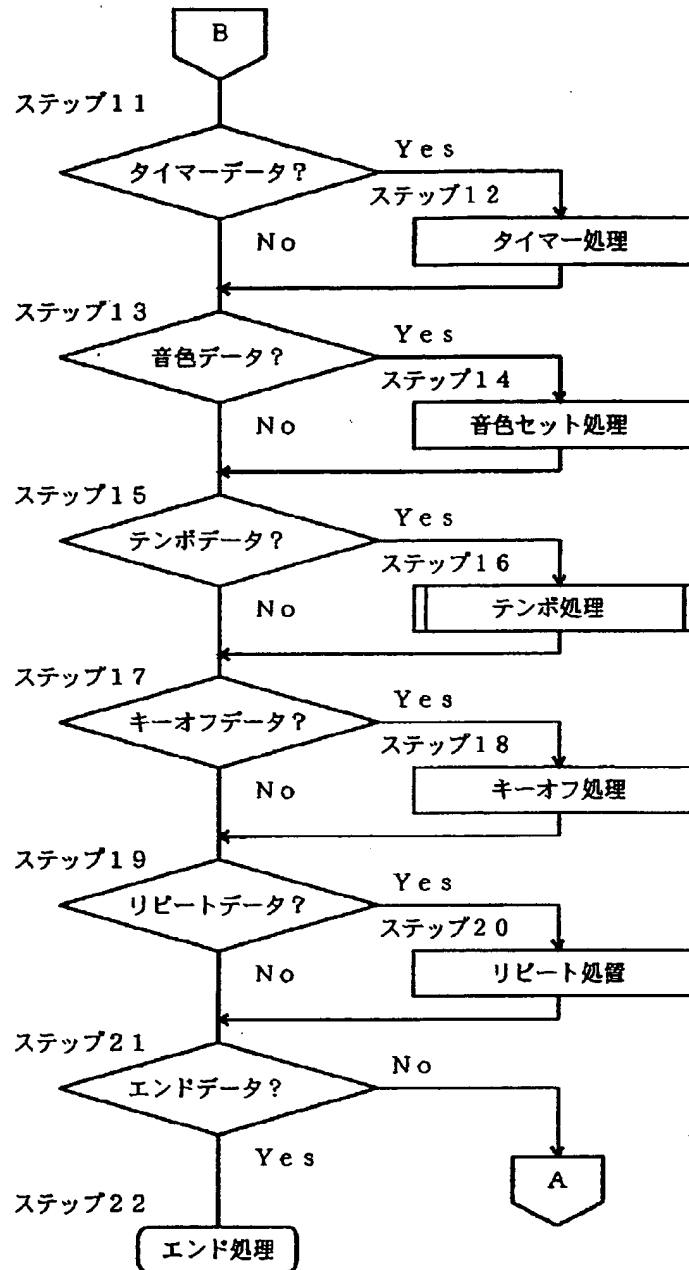 B
ステップ11
タイマーデータ?
Yes
ステップ12
タイマー処理
No
ステップ13
音色データ?
Yes
ステップ14
音色セット処理
No
ステップ15
テンポデータ?
Yes
ステップ16
テンポ処理
No
ステップ17
キーオフデータ?
Yes
ステップ18
キーオフ処理
No
ステップ19
リピートデータ?
Yes
ステップ20
リピート処置
No
ステップ21
エンドデータ?
No
A
Yes
ステップ22
エンド処理